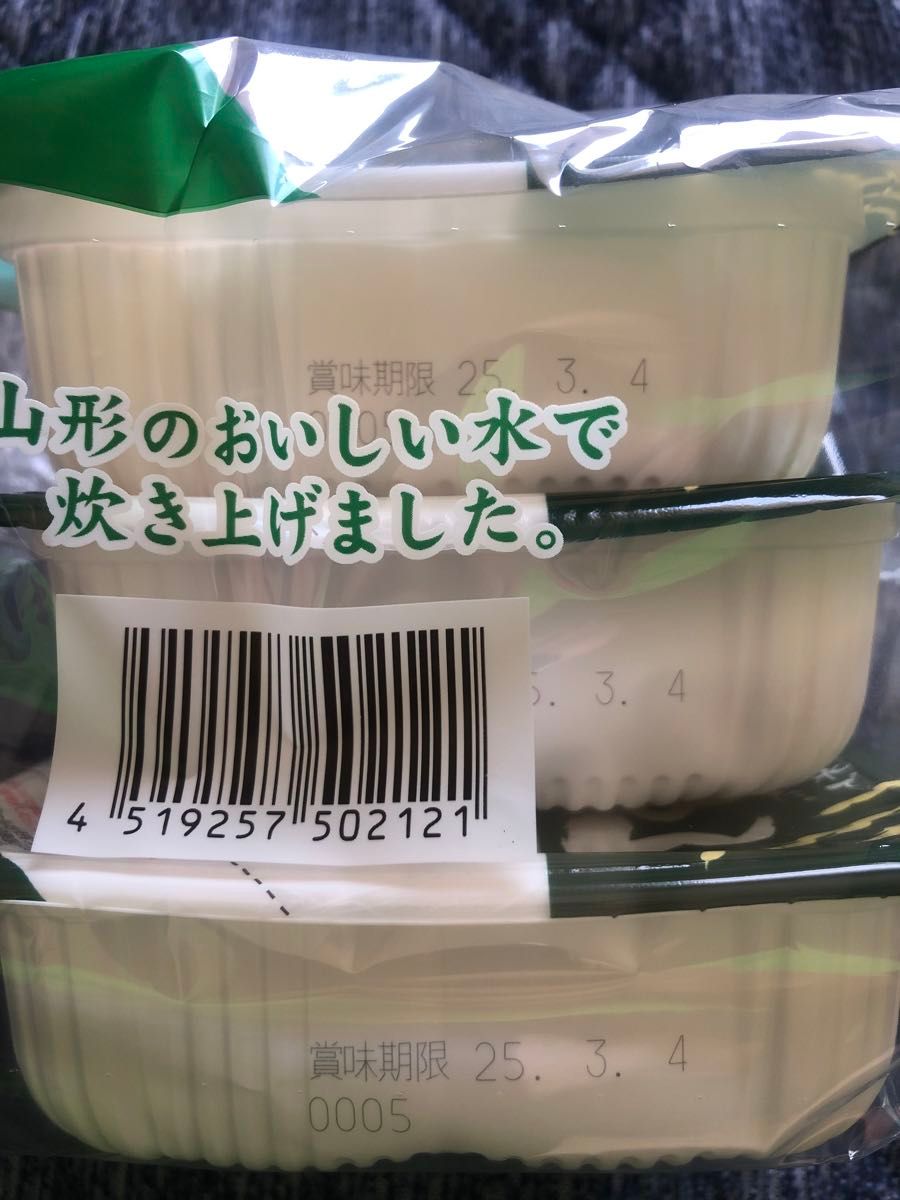 賞味期限 25. 3. 4
0005
山形のおいしい水で
炊き上げました。
5. 3. 4
4 519257 502121
賞味期限 25. 3. 4
0005